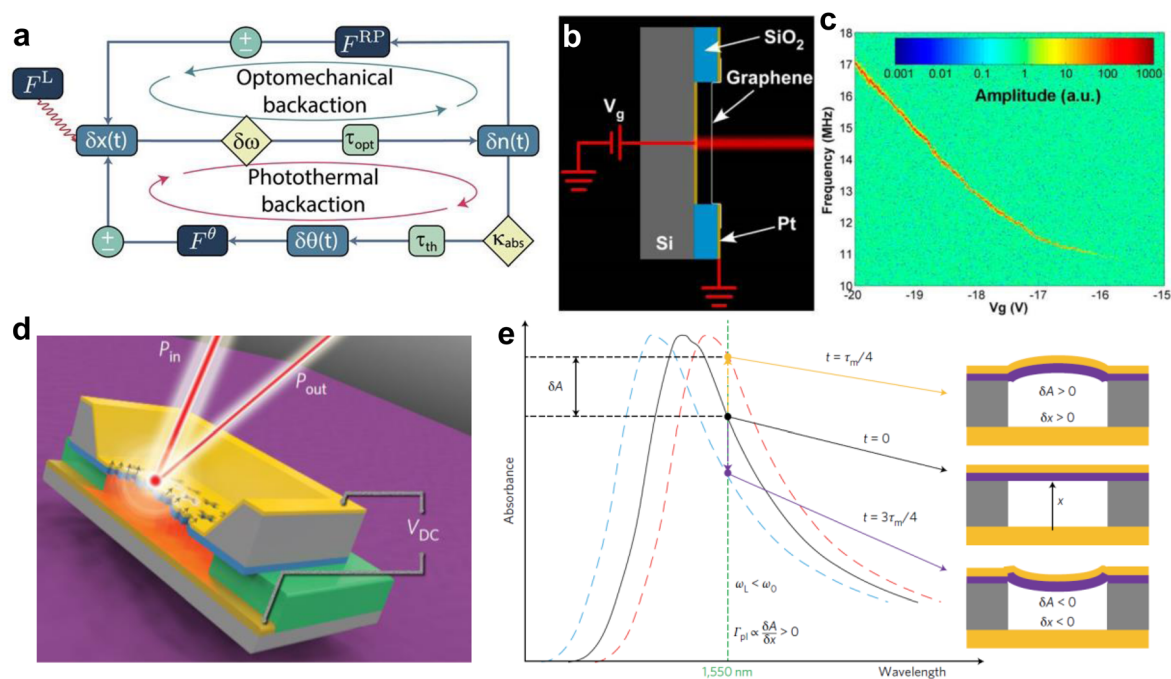 a
F^RP
±
F^L
Optomechanical
backaction
δx(t)
δω
τ_opt
δn(t)
Photothermal
backaction
±
F^θ
δθ(t)
τ_th
κ_abs
b
SiO₂
Graphene
V_g
Si
Pt
c
18
17
16
15
14
13
12
11
10
Frequency (MHz)
0.001
0.01
0.1
1
10
100
1000
Amplitude (a.u.)
-20
-19
-18
-17
-16
-15
Vg (V)
d
P_in
P_out
V_DC
e
Absorbance
δA
t = τ_m/4
t = 0
t = 3τ_m/4
ω_L < ω_0
Γ_pl ∝ δA/δx > 0
1,550 nm
Wavelength
δA > 0
δx > 0
x
δA < 0
δx < 0